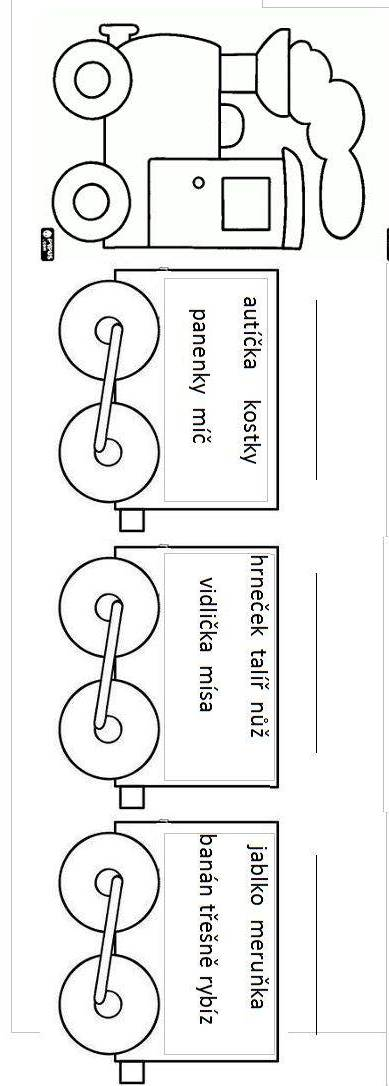 autíčka kostky
panenky míč
hrneček talíř nůž
vidlička mísa
jablko meruňka
banán třešně rybíz